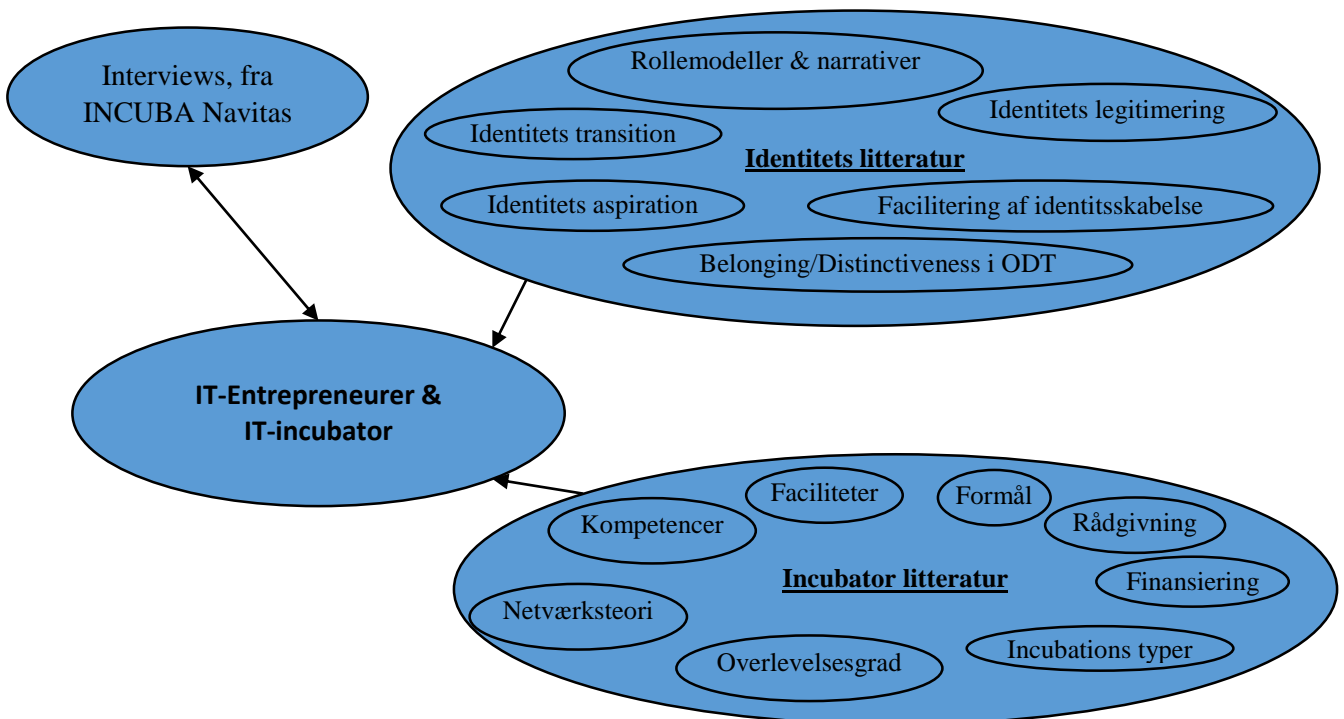 Interviews, fra
INCUBA Navitas
Rollemodeller & narrativer
Identitets legitimering
Identitets transition
Identitets litteratur
Identitets aspiration
Facilitering af identitsskabelse
Belonging/Distinctiveness i ODT
IT-Entrepreneurer &
IT-incubator
Faciliteter
Formål
Kompetencer
Rådgivning
Incubator litteratur
Finansiering
Netværksteori
Overlevelsesgrad
Incubations typer